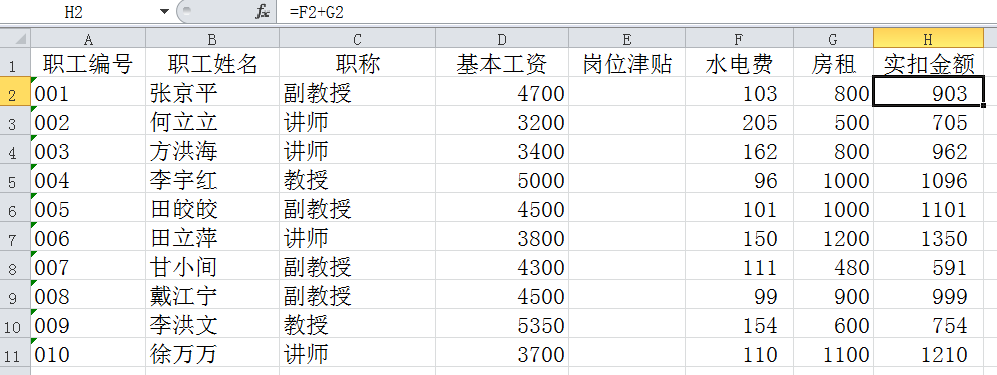 H2 fx =F2+G2
A B C D E F G H
1 职工编号 职工姓名 职称 基本工资 岗位津贴 水电费 房租 实扣金额
2 001 张京平 副教授 4700 103 800 903
3 002 何立立 讲师 3200 205 500 705
4 003 方洪海 讲师 3400 162 800 962
5 004 李宇红 教授 5000 96 1000 1096
6 005 田皎皎 副教授 4500 101 1000 1101
7 006 田立萍 讲师 3800 150 1200 1350
8 007 甘小间 副教授 4300 111 480 591
9 008 戴江宁 副教授 4500 99 900 999
10 009 李洪文 教授 5350 154 600 754
11 010 徐万万 讲师 3700 110 1100 1210